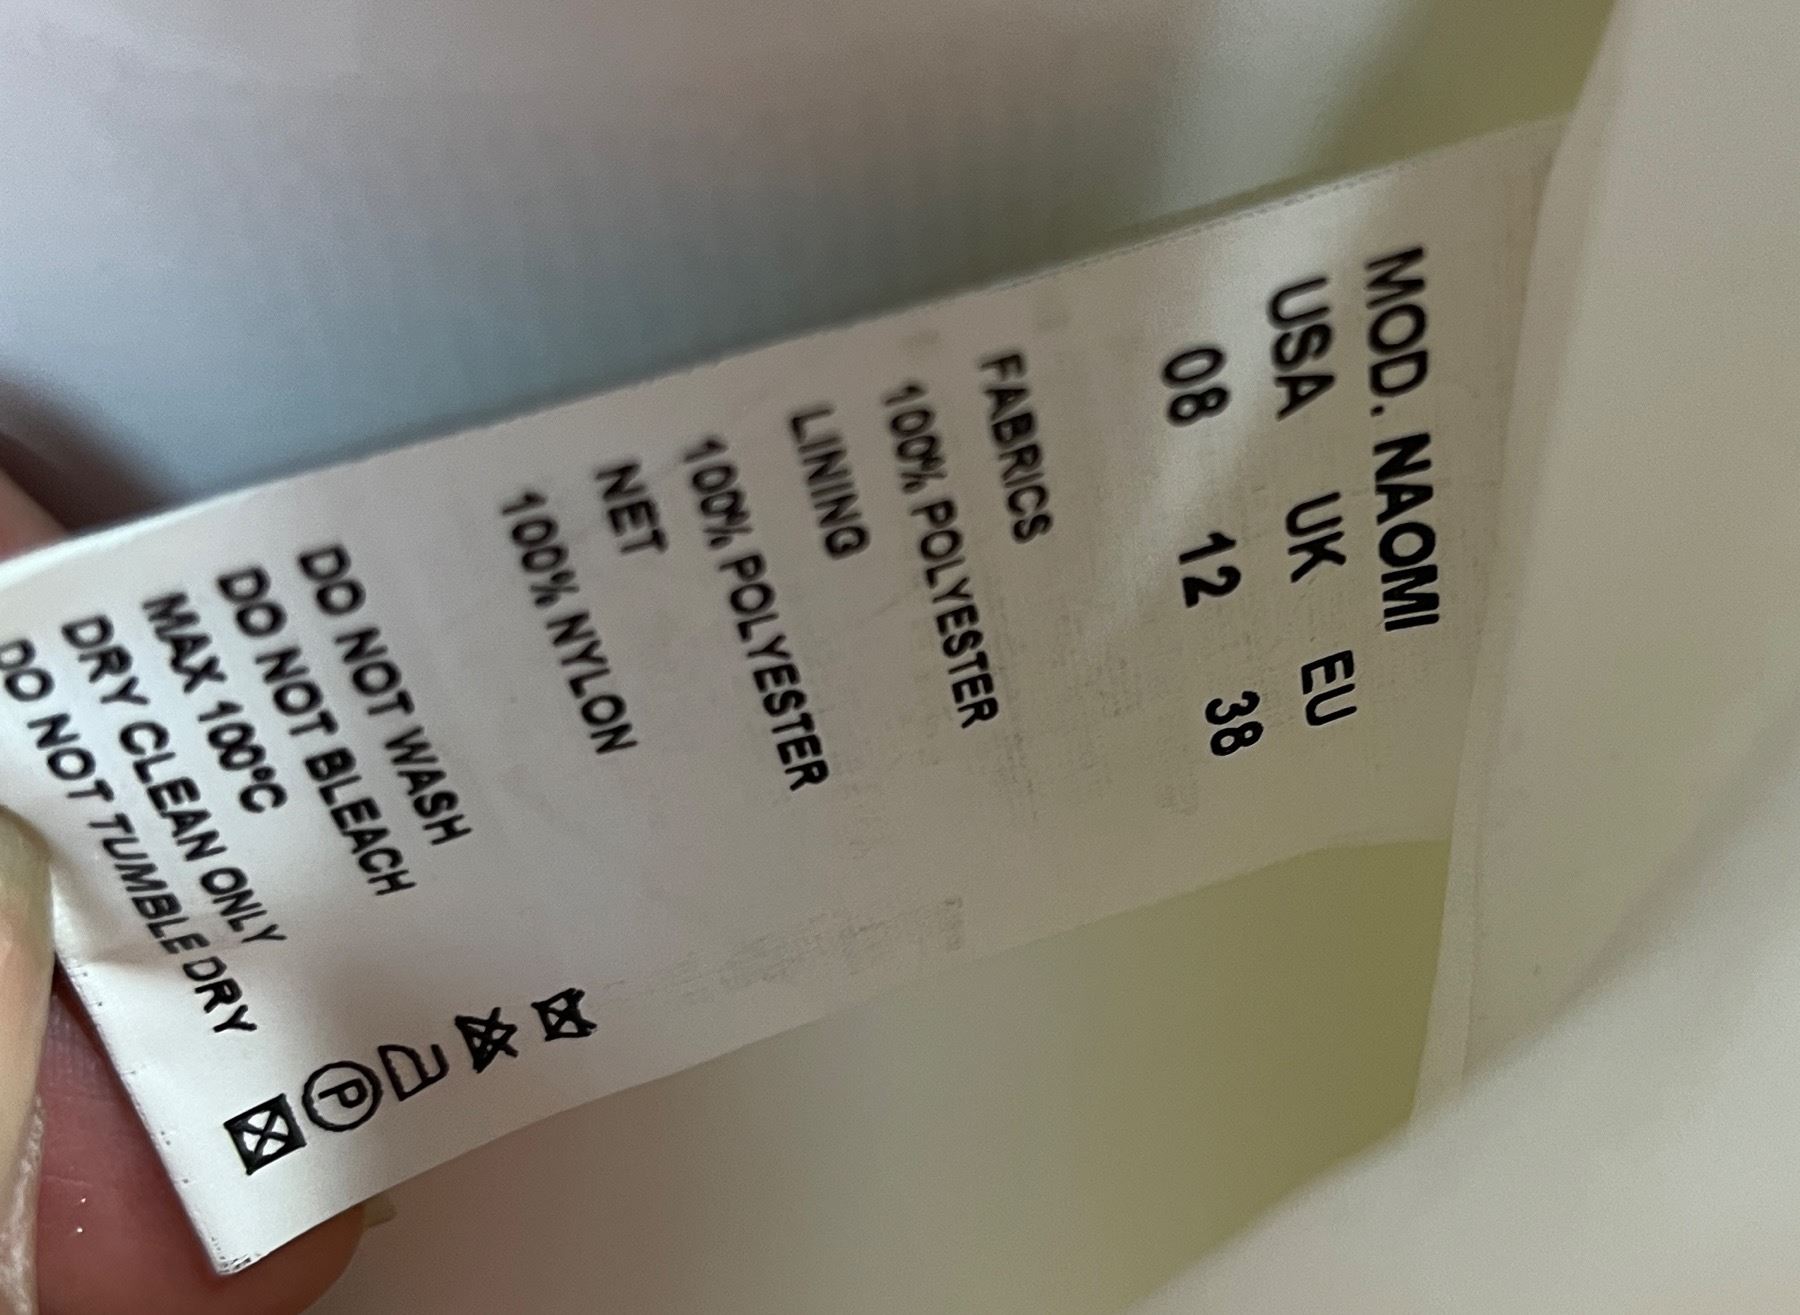 MOD. NAOMI
USA UK EU
08 12 38
FABRICS
100% POLYESTER
LINING
100% POLYESTER
NET
100% NYLON
DO NOT WASH
DO NOT BLEACH
MAX 100°C
DRY CLEAN ONLY
DO NOT TUMBLE DRY
P